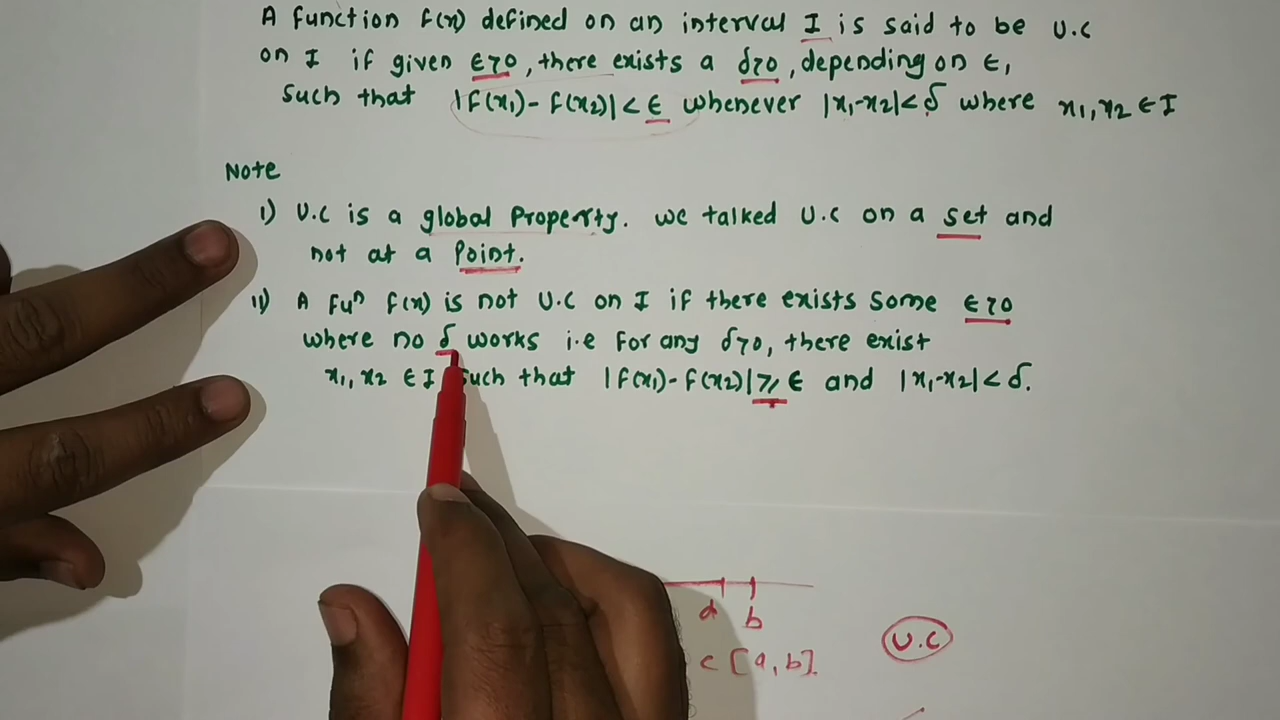 A function f(x) defined on an interval I is said to be U.C
on I if given ε>0, there exists a δ>0, depending on ε,
such that |f(x1)-f(x2)|<ε whenever |x1-x2|<δ where x1,x2 ∈ I
Note
i) U.C is a global Property. we talked U.C on a set and
not at a Point.
ii) A fuⁿ f(x) is not U.C on I if there exists some ε>0
where no δ works i.e For any δ>0, there exist
x1, x2 ∈ I such that |f(x1)-f(x2)| ≥ ε and |x1-x2|<δ.
d b
c [a,b].
U.C